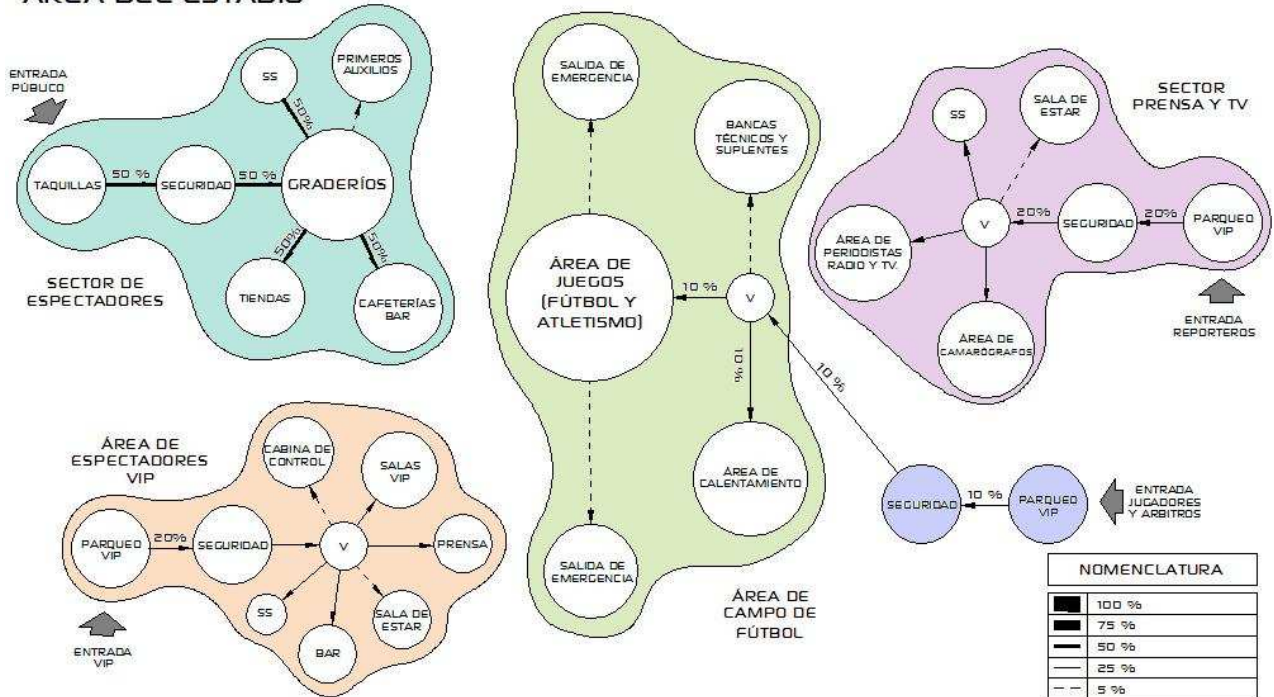 ÁREA DEL ESTADIO
ENTRADA
PÚBLICO
SS
PRIMEROS
AUXILIOS
50%
TAQUILLAS
50 %
SEGURIDAD
50 %
GRADERÍOS
50%
50%
TIENDAS
CAFETERÍAS
BAR
SECTOR DE
ESPECTADORES
SALIDA DE
EMERGENCIA
BANCAS
TÉCNICOS Y
SUPLENTES
ÁREA DE
JUEGOS
(FÚTBOL Y
ATLETISMO)
10 %
V
10 %
ÁREA DE
CALENTAMIENTO
SALIDA DE
EMERGENCIA
ÁREA DE
CAMPO DE
FÚTBOL
SECTOR
PRENSA Y TV
SS
SALA DE
ESTAR
V
20%
SEGURIDAD
20%
PARQUEO
VIP
ÁREA DE
PERIODISTAS
RADIO Y TV.
ÁREA DE
CAMARÓGRAFOS
ENTRADA
REPORTEROS
10 %
SEGURIDAD
10 %
PARQUEO
VIP
ENTRADA
JUGADORES
Y ARBITROS
ÁREA DE
ESPECTADORES
VIP
CABINA DE
CONTROL
SALAS
VIP
PARQUEO
VIP
20%
SEGURIDAD
V
PRENSA
SS
BAR
SALA DE
ESTAR
ENTRADA
VIP
NOMENCLATURA
100 %
75 %
50 %
25 %
5 %